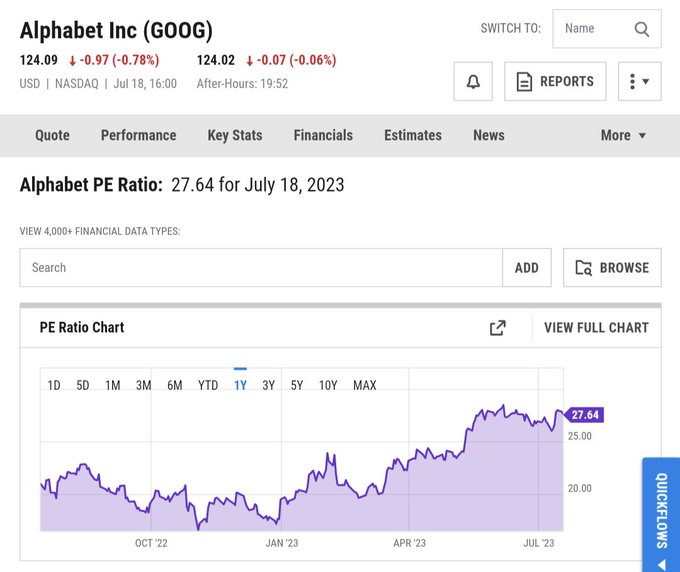 Alphabet Inc (GOOG)
SWITCH TO:
Name
124.09 ↓ -0.97 (-0.78%)
124.02 ↓ -0.07 (-0.06%)
USD | NASDAQ | Jul 18, 16:00
After-Hours: 19:52
REPORTS
Quote Performance Key Stats Financials Estimates News More
Alphabet PE Ratio: 27.64 for July 18, 2023
VIEW 4,000+ FINANCIAL DATA TYPES:
Search
ADD
BROWSE
PE Ratio Chart
VIEW FULL CHART
1D 5D 1M 3M 6M YTD 1Y 3Y 5Y 10Y MAX
27.64
25.00
20.00
OCT '22 JAN '23 APR '23 JUL '23
QUICKFLOWS